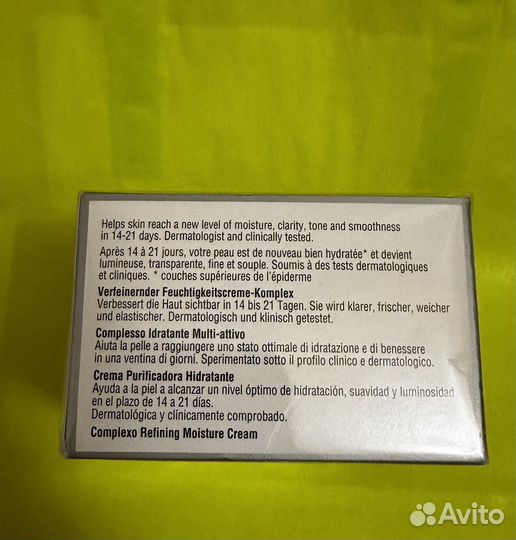 Helps skin reach a new level of moisture, clarity, tone and smoothness
in 14-21 days. Dermatologist and clinically tested.
Après 14 à 21 jours, votre peau est de nouveau bien hydratée* et devient
lumineuse, transparente, fine et souple. Soumis à des tests dermatologiques
et cliniques. * couches supérieures de l'épiderme
Verfeinernder Feuchtigkeitscreme-Komplex
Verbessert die Haut sichtbar in 14 bis 21 Tagen. Sie wird klarer, frischer, weicher
und elastischer. Dermatologisch und klinisch getestet.
Complesso Idratante Multi-attivo
Aiuta la pelle a raggiungere uno stato ottimale di idratazione e di benessere
in una ventina di giorni. Sperimentato sotto il profilo clinico e dermatologico.
Crema Purificadora Hidratante
Ayuda a la piel a alcanzar un nivel óptimo de hidratación, suavidad y luminosidad
en el plazo de 14 a 21 días.
Dermatológica y clínicamente comprobado.
Complexo Refining Moisture Cream
Avito